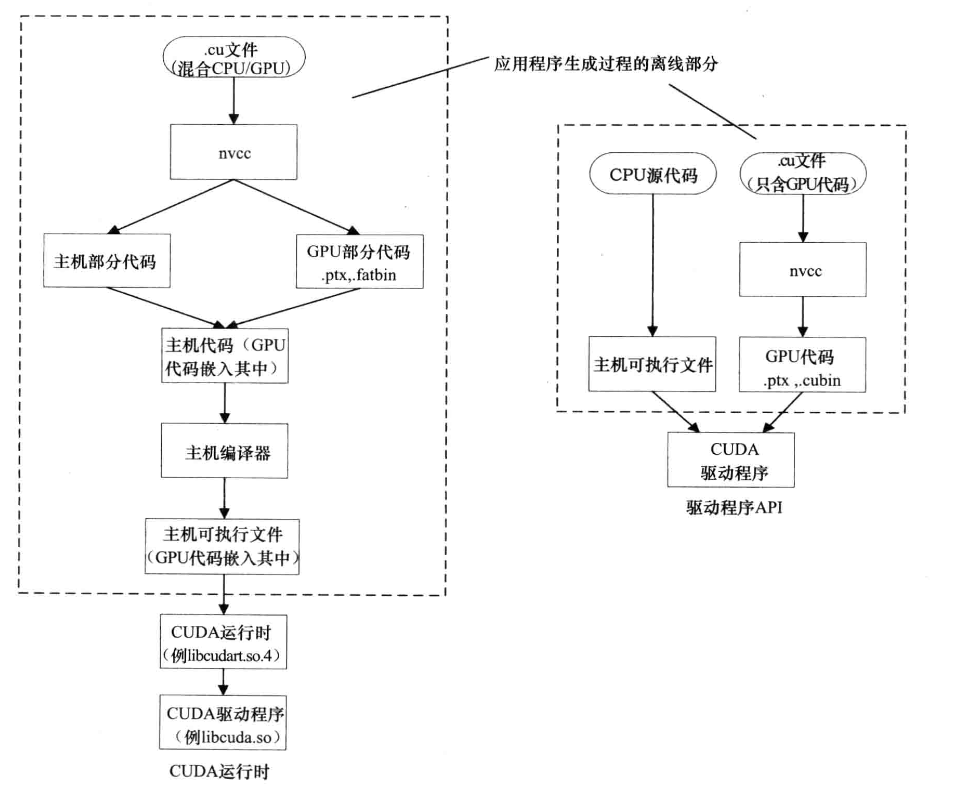 .cu文件
(混合CPU/GPU)
nvcc
主机部分代码
GPU部分代码
.ptx,.fatbin
主机代码（GPU
代码嵌入其中）
主机编译器
主机可执行文件
（GPU代码嵌入其中）
CUDA运行时
（例libcudart.so.4）
CUDA驱动程序
（例libcuda.so）
CUDA运行时
应用程序生成过程的离线部分
CPU源代码
.cu文件
（只含GPU代码）
nvcc
主机可执行文件
GPU代码
.ptx ,.cubin
CUDA
驱动程序
驱动程序API